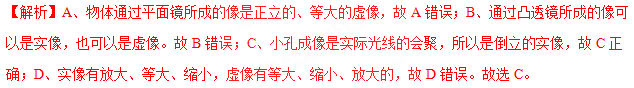 【解析】A、物体通过平面镜所成的像是正立的、等大的虚像，故 A 错误；B、通过凸透镜所成的像可
以是实像，也可以是虚像。故 B 错误；C、小孔成像是实际光线的会聚，所以是倒立的实像，故 C 正
确；D、实像有放大、等大、缩小，虚像有等大、缩小、放大的，故 D 错误。故选 C。